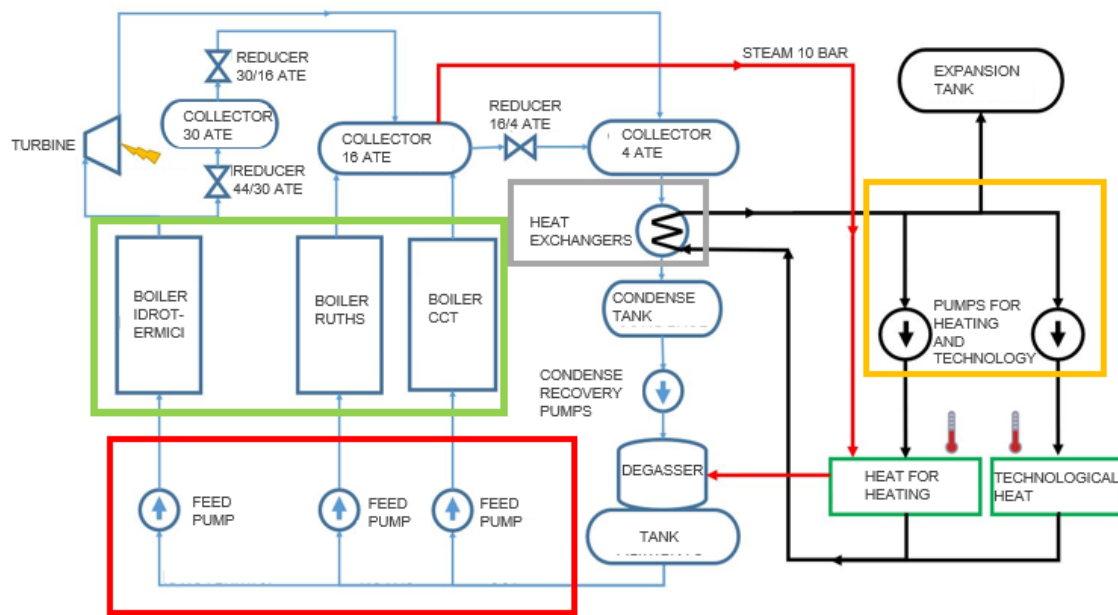 STEAM 10 BAR
EXPANSION
TANK
REDUCER
30/16 ATE
COLLECTOR
30 ATE
REDUCER
16/4 ATE
TURBINE
COLLECTOR
16 ATE
COLLECTOR
4 ATE
REDUCER
44/30 ATE
HEAT
EXCHANGERS
BOILER
IDROT-
ERMICI
BOILER
RUTHS
BOILER
CCT
CONDENSE
TANK
PUMPS FOR
HEATING
AND
TECHNOLOGY
CONDENSE
RECOVERY
PUMPS
DEGASSER
HEAT FOR
HEATING
TECHNOLOGICAL
HEAT
FEED
PUMP
FEED
PUMP
FEED
PUMP
TANK